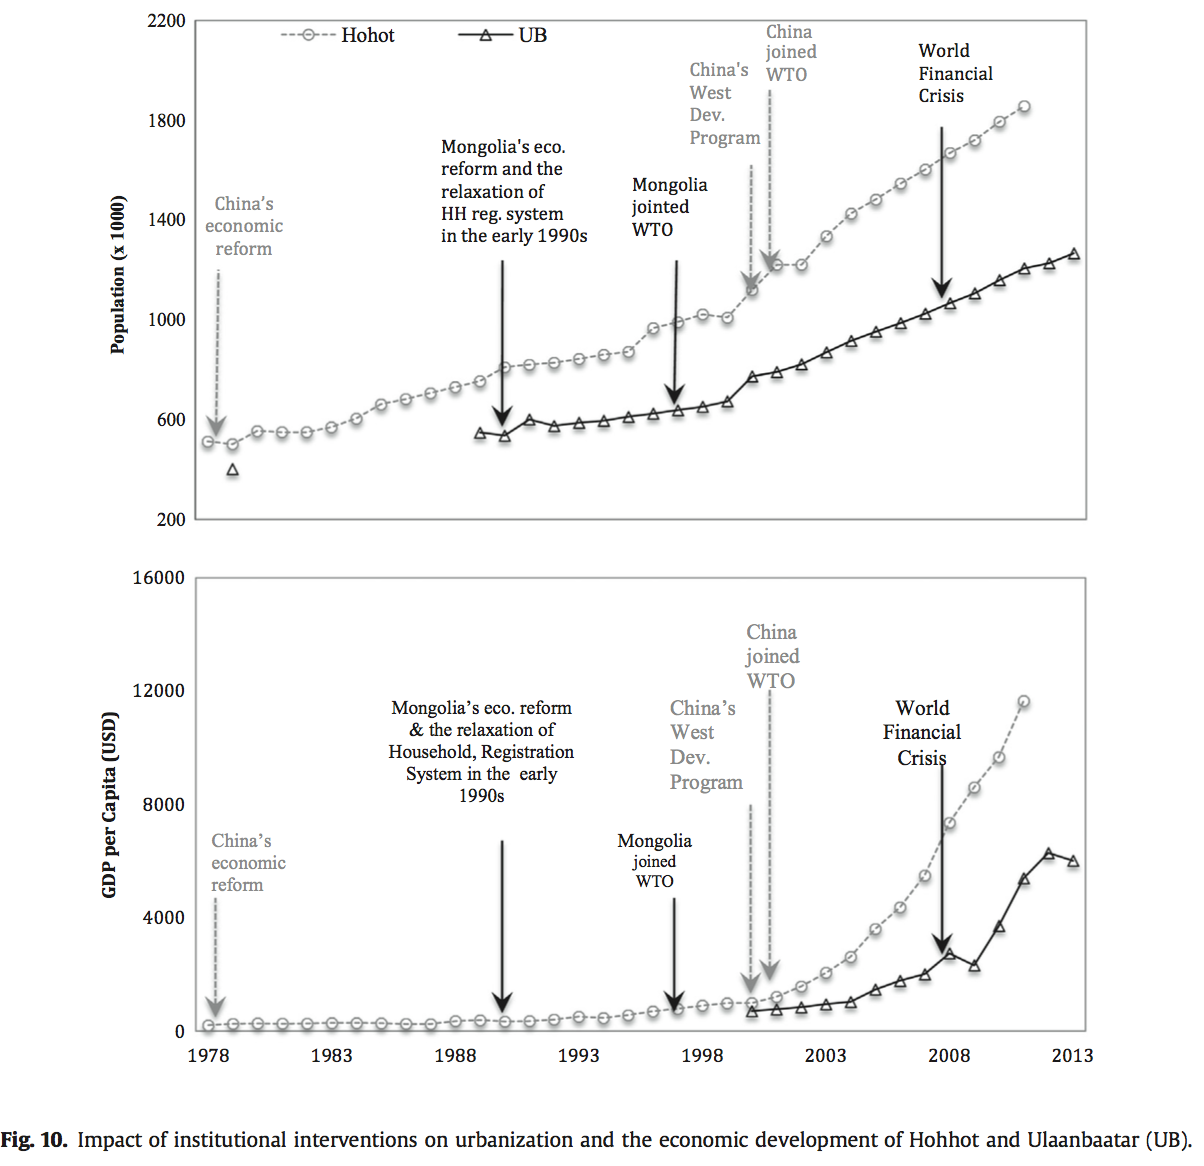 2200
Hohot
UB
China
joined
WTO
China's
West
Dev.
Program
World
Financial
Crisis
1800
Mongolia's eco.
reform and the
relaxation of
HH reg. system
in the early 1990s
Mongolia
jointed
WTO
China's
economic
reform
1400
Population (x 1000)
1000
600
200
16000
China
joined
WTO
12000
Mongolia's eco. reform
& the relaxation of
Household, Registration
System in the early
1990s
China's
West
Dev.
Program
World
Financial
Crisis
GDP per Capita (USD)
8000
China's
economic
reform
Mongolia
joined
WTO
4000
0
1978 1983 1988 1993 1998 2003 2008 2013
Fig. 10. Impact of institutional interventions on urbanization and the economic development of Hohhot and Ulaanbaatar (UB).